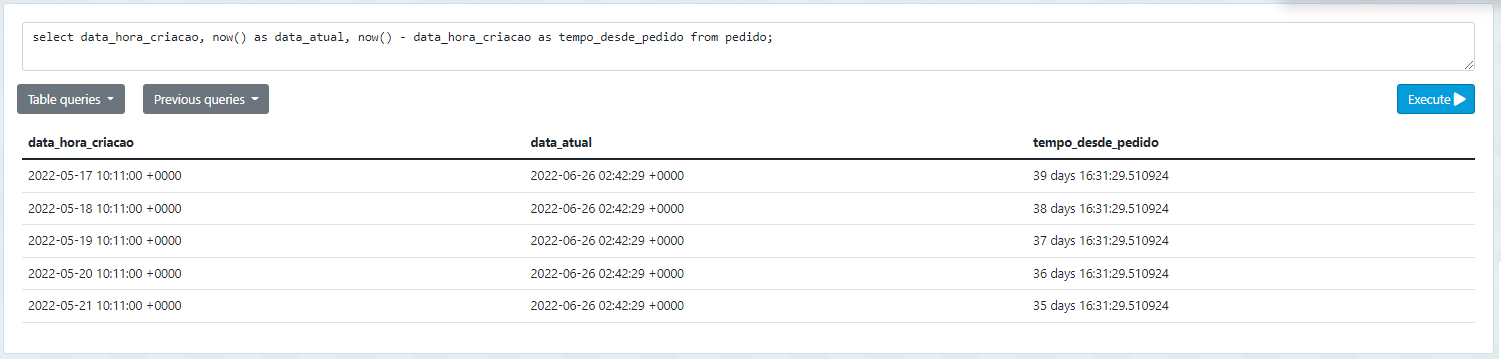 select data_hora_criacao, now() as data_atual, now() - data_hora_criacao as tempo_desde_pedido from pedido;
Table queries Previous queries Execute
data_hora_criacao data_atual tempo_desde_pedido
2022-05-17 10:11:00 +0000 2022-06-26 02:42:29 +0000 39 days 16:31:29.510924
2022-05-18 10:11:00 +0000 2022-06-26 02:42:29 +0000 38 days 16:31:29.510924
2022-05-19 10:11:00 +0000 2022-06-26 02:42:29 +0000 37 days 16:31:29.510924
2022-05-20 10:11:00 +0000 2022-06-26 02:42:29 +0000 36 days 16:31:29.510924
2022-05-21 10:11:00 +0000 2022-06-26 02:42:29 +0000 35 days 16:31:29.510924